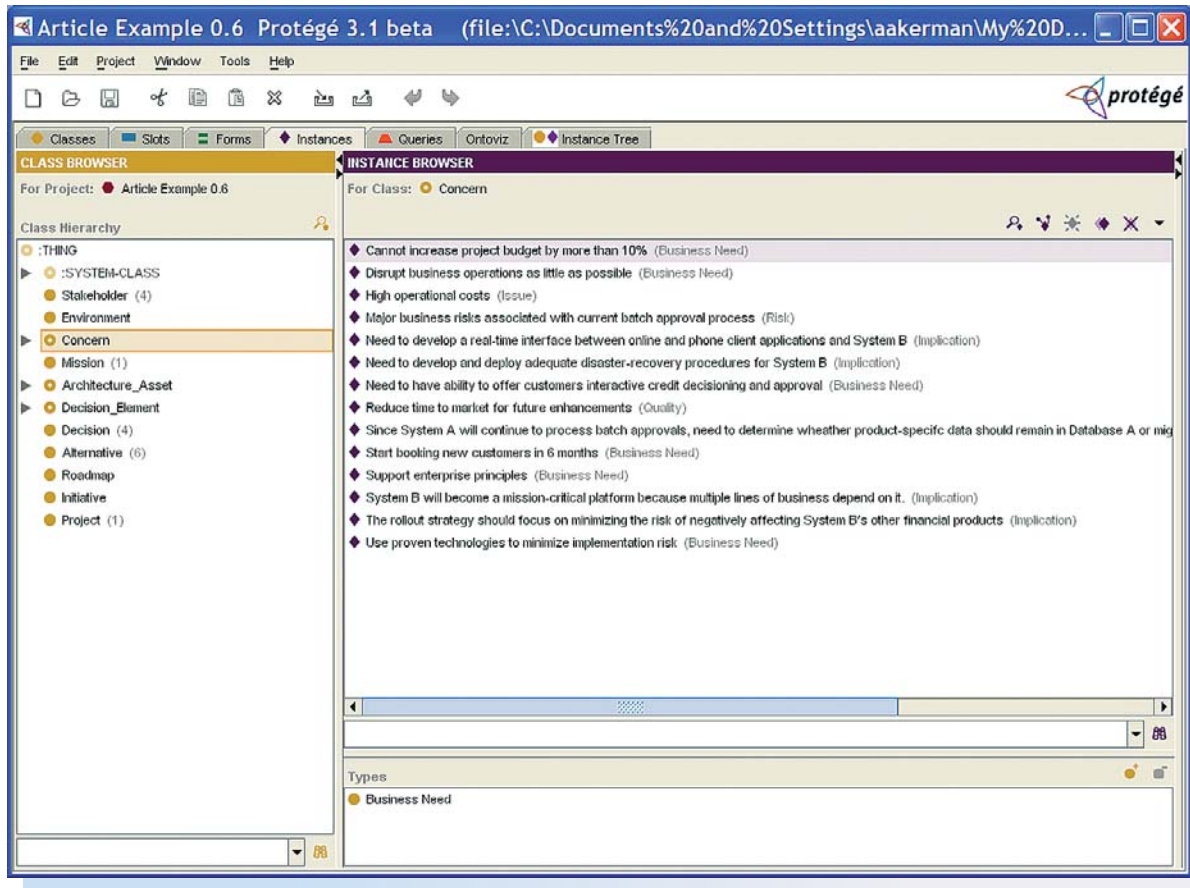 Article Example 0.6 Protégé 3.1 beta (file:\C:\Documents%20and%20Settings\aakerman\My%20D...
File Edit Project Window Tools Help
protégé
Classes Slots Forms Instances Queries Ontoviz Instance Tree
CLASS BROWSER
For Project: Article Example 0.6
Class Hierarchy
:THING
:SYSTEM-CLASS
Stakeholder (4)
Environment
Concern
Mission (1)
Architecture_Asset
Decision_Element
Decision (4)
Alternative (6)
Roadmap
Initiative
Project (1)
INSTANCE BROWSER
For Class: Concern
Cannot increase project budget by more than 10% (Business Need)
Disrupt business operations as little as possible (Business Need)
High operational costs (Issue)
Major business risks associated with current batch approval process (Risk)
Need to develop a real-time interface between online and phone client applications and System B (Implication)
Need to develop and deploy adequate disaster-recovery procedures for System B (Implication)
Need to have ability to offer customers interactive credit decisioning and approval (Business Need)
Reduce time to market for future enhancements (Quality)
Since System A will continue to process batch approvals, need to determine wheather product-specifc data should remain in Database A or mig
Start booking new customers in 6 months (Business Need)
Support enterprise principles (Business Need)
System B will become a mission-critical platform because multiple lines of business depend on it. (Implication)
The rollout strategy should focus on minimizing the risk of negatively affecting System B's other financial products (Implication)
Use proven technologies to minimize implementation risk (Business Need)
Types
Business Need